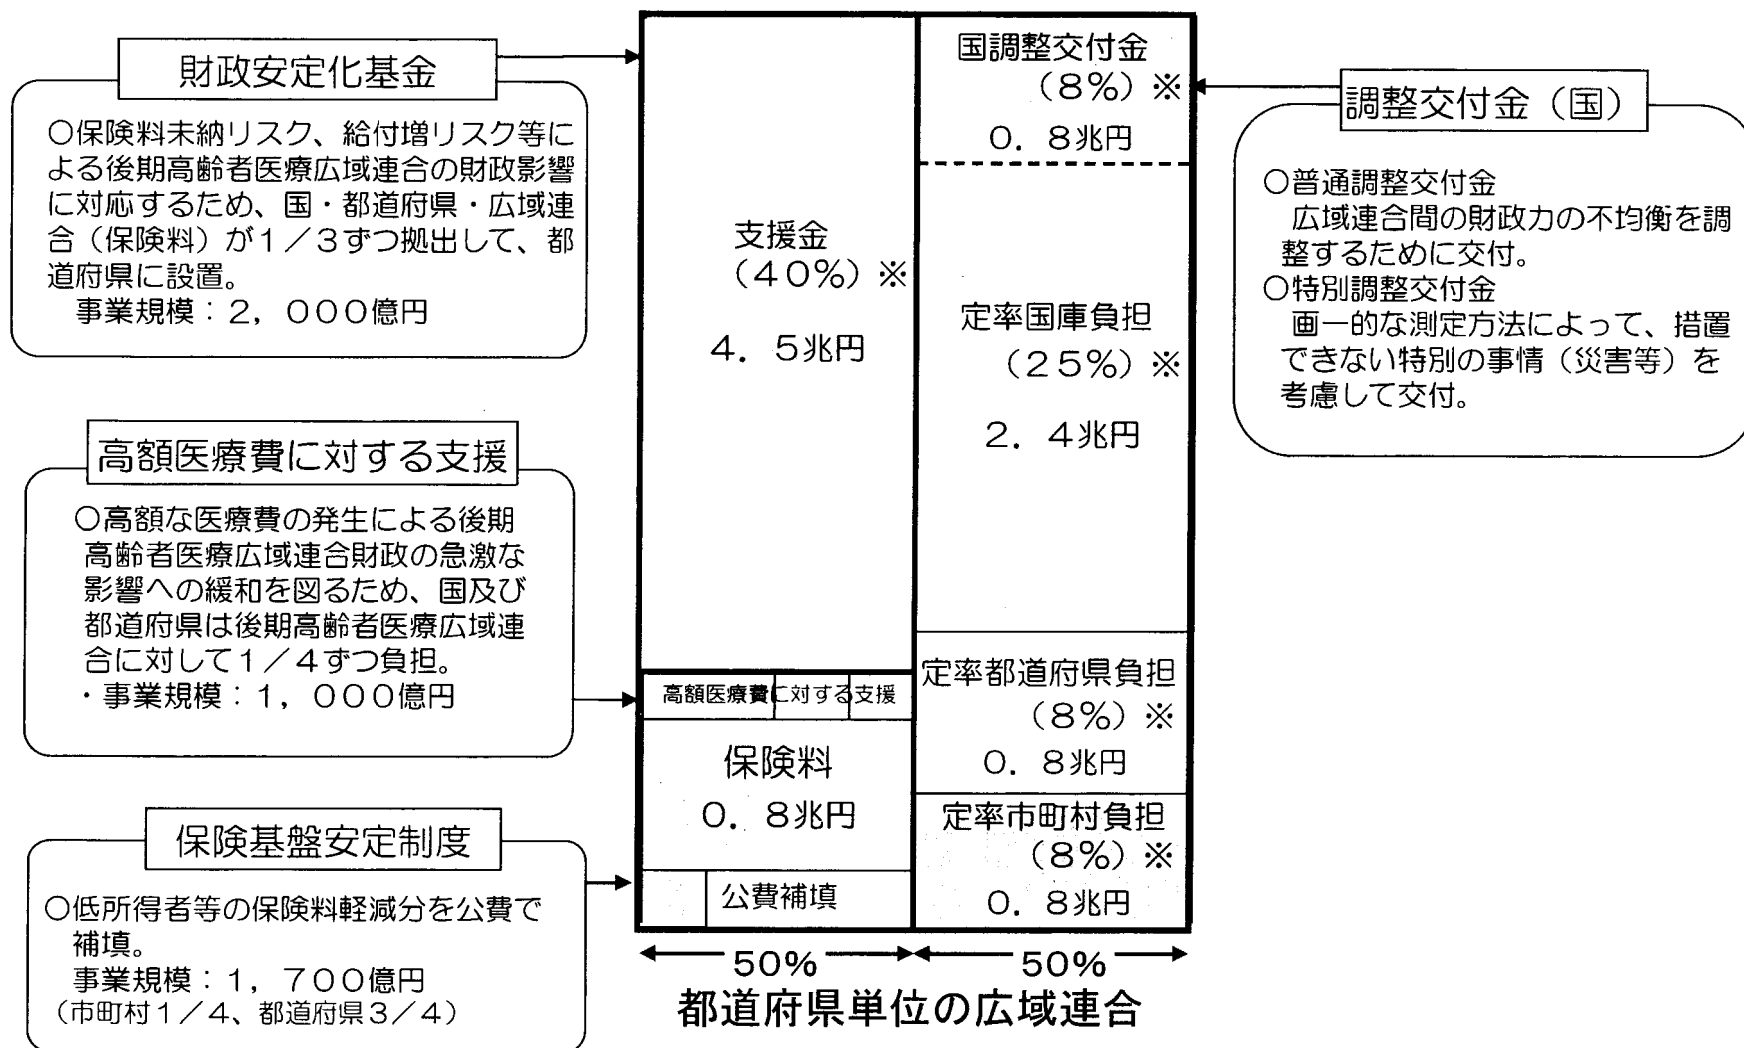 財政安定化基金
○保険料未納リスク、給付増リスク等に
よる後期高齢者医療広域連合の財政影響
に対応するため、国・都道府県・広域連
合（保険料）が１／３ずつ拠出して、都
道府県に設置。
事業規模：２，０００億円
高額医療費に対する支援
○高額な医療費の発生による後期
高齢者医療広域連合財政の急激な
影響への緩和を図るため、国及び
都道府県は後期高齢者医療広域連
合に対して１／４ずつ負担。
・事業規模：１，０００億円
保険基盤安定制度
○低所得者等の保険料軽減分を公費で
補填。
事業規模：１，７００億円
（市町村１／４、都道府県３／４）
支援金
（４０％）※
４．５兆円
高額医療費に対する支援
保険料
０．８兆円
公費補填
国調整交付金
（８％）※
０．８兆円
定率国庫負担
（２５％）※
２．４兆円
定率都道府県負担
（８％）※
０．８兆円
定率市町村負担
（８％）※
０．８兆円
50%
50%
都道府県単位の広域連合
調整交付金（国）
○普通調整交付金
広域連合間の財政力の不均衡を調
整するために交付。
○特別調整交付金
画一的な測定方法によって、措置
できない特別の事情（災害等）を
考慮して交付。